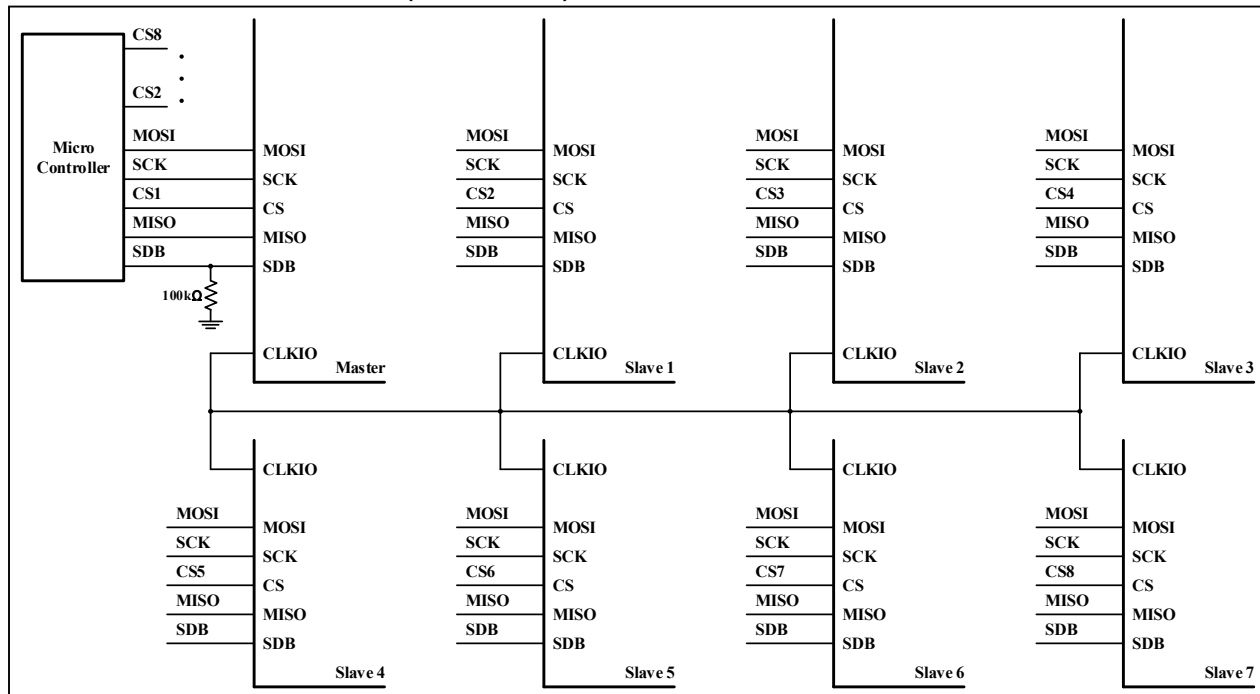 CS8
CS2
Micro
Controller
MOSI
SCK
CS1
MISO
SDB
100kΩ
MOSI
SCK
CS
MISO
SDB
CLKIO
Master
MOSI
SCK
CS2
MISO
SDB
MOSI
SCK
CS
MISO
SDB
CLKIO
Slave 1
MOSI
SCK
CS3
MISO
SDB
MOSI
SCK
CS
MISO
SDB
CLKIO
Slave 2
MOSI
SCK
CS4
MISO
SDB
MOSI
SCK
CS
MISO
SDB
CLKIO
Slave 3
CLKIO
MOSI
SCK
CS5
MISO
SDB
MOSI
SCK
CS
MISO
SDB
Slave 4
CLKIO
MOSI
SCK
CS6
MISO
SDB
MOSI
SCK
CS
MISO
SDB
Slave 5
CLKIO
MOSI
SCK
CS7
MISO
SDB
MOSI
SCK
CS
MISO
SDB
Slave 6
CLKIO
MOSI
SCK
CS8
MISO
SDB
MOSI
SCK
CS
MISO
SDB
Slave 7